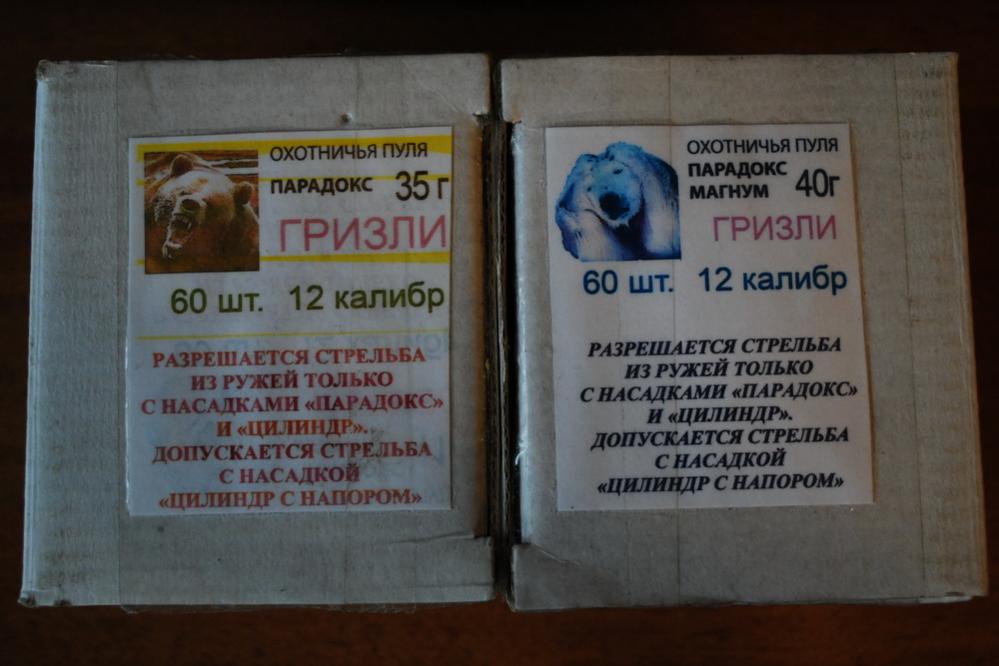 ОХОТНИЧЬЯ ПУЛЯ
ПАРАДОКС 35 г
ГРИЗЛИ
60 шт. 12 калибр
РАЗРЕШАЕТСЯ СТРЕЛЬБА
ИЗ РУЖЕЙ ТОЛЬКО
С НАСАДКАМИ «ПАРАДОКС»
И «ЦИЛИНДР».
ДОПУСКАЕТСЯ СТРЕЛЬБА
С НАСАДКОЙ
«ЦИЛИНДР С НАПОРОМ»
ОХОТНИЧЬЯ ПУЛЯ
ПАРАДОКС
МАГНУМ 40г
ГРИЗЛИ
60 шт. 12 калибр
РАЗРЕШАЕТСЯ СТРЕЛЬБА
ИЗ РУЖЕЙ ТОЛЬКО
С НАСАДКАМИ «ПАРАДОКС»
И «ЦИЛИНДР».
ДОПУСКАЕТСЯ СТРЕЛЬБА
С НАСАДКОЙ
«ЦИЛИНДР С НАПОРОМ»